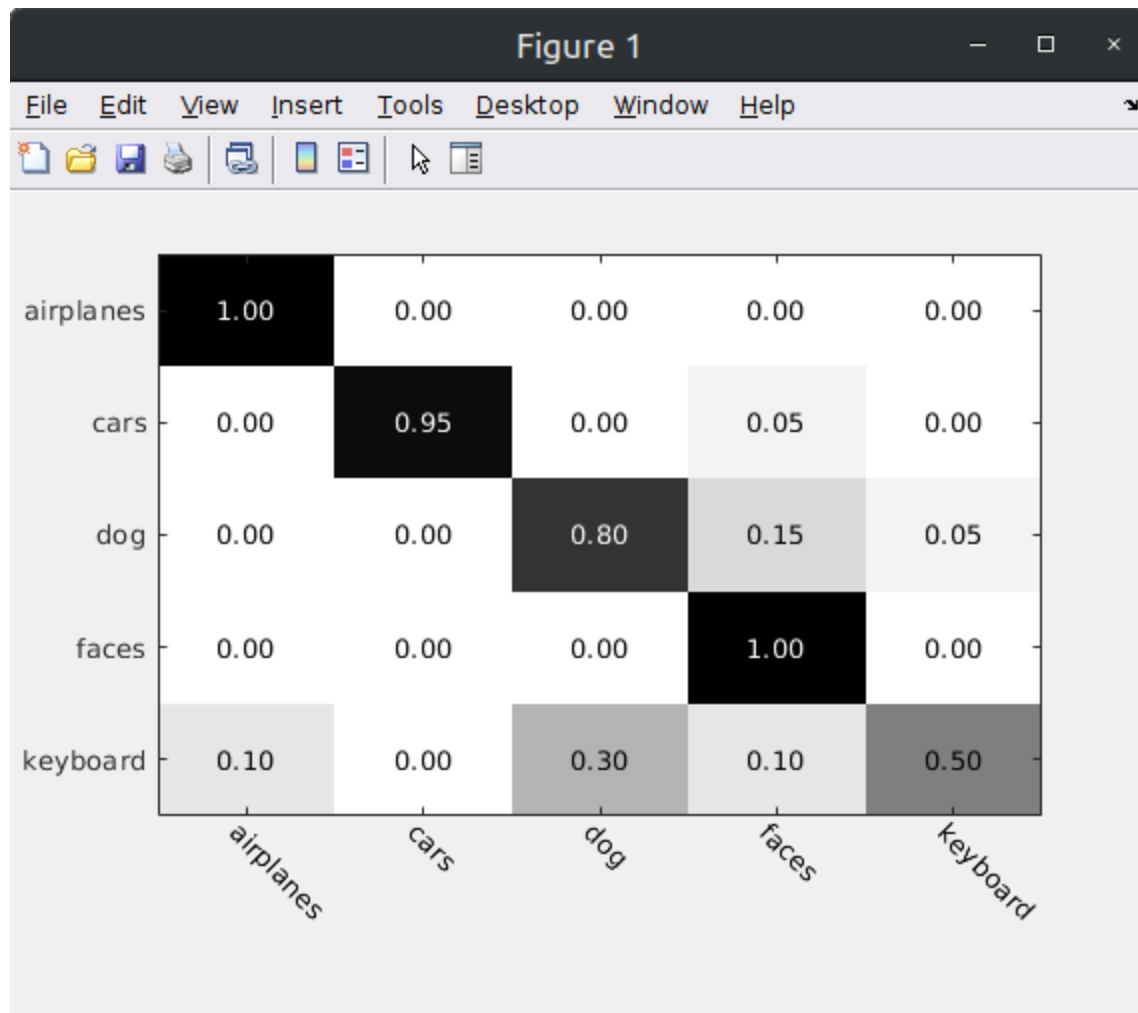 Figure 1
File Edit View Insert Tools Desktop Window Help
airplanes 1.00 0.00 0.00 0.00 0.00
cars 0.00 0.95 0.00 0.05 0.00
dog 0.00 0.00 0.80 0.15 0.05
faces 0.00 0.00 0.00 1.00 0.00
keyboard 0.10 0.00 0.30 0.10 0.50
airplanes cars dog faces keyboard